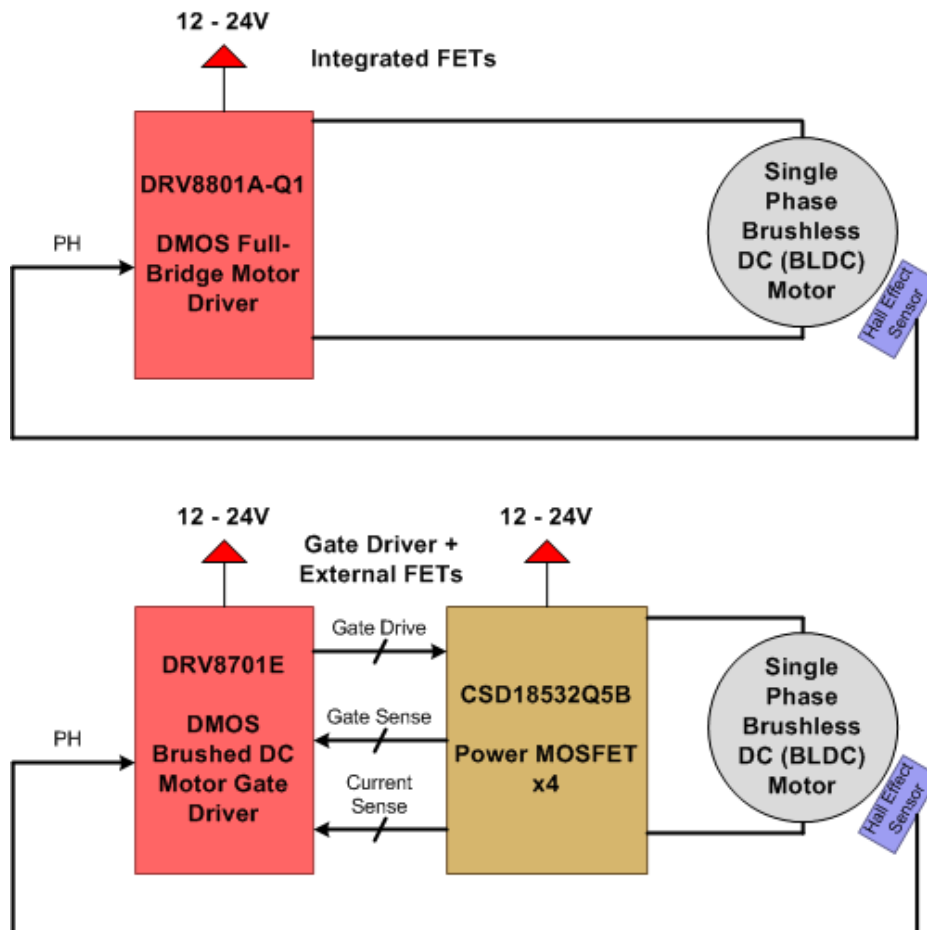 12 - 24V
Integrated FETs
DRV8801A-Q1
DMOS Full-
Bridge Motor
Driver
PH
Single
Phase
Brushless
DC (BLDC)
Motor
Hall Effect
Sensor
12 - 24V
12 - 24V
Gate Driver +
External FETs
DRV8701E
DMOS
Brushed DC
Motor Gate
Driver
PH
Gate Drive
Gate Sense
Current
Sense
CSD18532Q5B
Power MOSFET
x4
Single
Phase
Brushless
DC (BLDC)
Motor
Hall Effect
Sensor